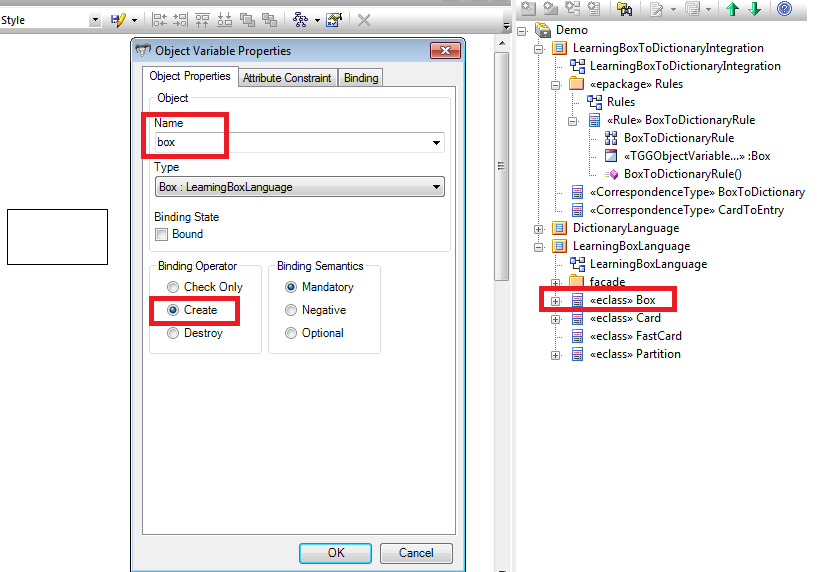 Style
Object Variable Properties
Object Properties
Attribute Constraint
Binding
Object
Name
box
Type
Box : LearningBoxLanguage
Binding State
Bound
Binding Operator
Check Only
Create
Destroy
Binding Semantics
Mandatory
Negative
Optional
OK
Cancel
Demo
LearningBoxToDictionaryIntegration
LearningBoxToDictionaryIntegration
«epackage» Rules
Rules
«Rule» BoxToDictionaryRule
BoxToDictionaryRule
«TGGObjectVariable...» :Box
BoxToDictionaryRule()
«CorrespondenceType» BoxToDictionary
«CorrespondenceType» CardToEntry
DictionaryLanguage
LearningBoxLanguage
LearningBoxLanguage
facade
«eclass» Box
«eclass» Card
«eclass» FastCard
«eclass» Partition